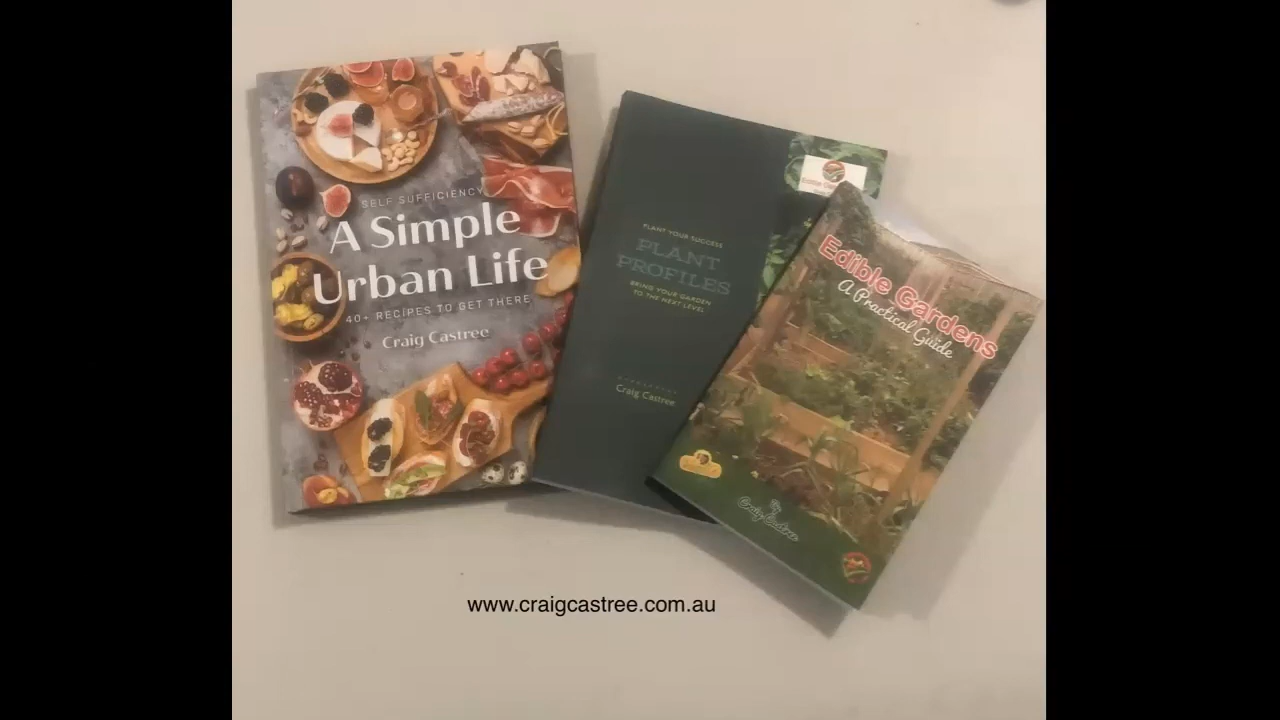 SELF SUFFICIENCY
A Simple
Urban Life
40+ RECIPES TO GET THERE
Craig Castree
PLANT YOUR SUCCESS
PLANT
PROFILES
BRING YOUR GARDEN
TO THE NEXT LEVEL
Craig Castree
Edible Gardens
A Practical Guide
By
Craig Castree
www.craigcastree.com.au